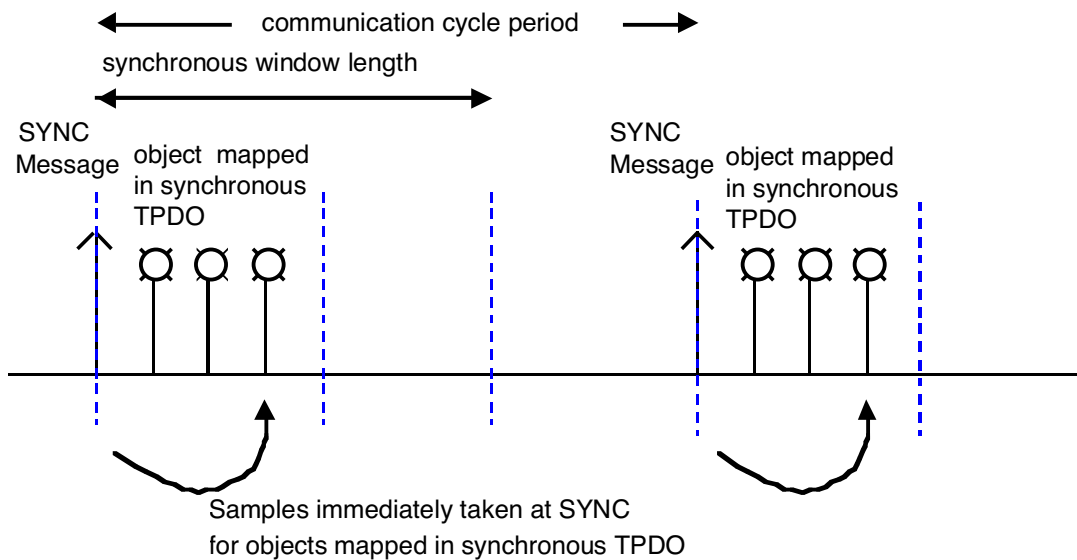 communication cycle period
synchronous window length
SYNC
Message
object mapped
in synchronous
TPDO
SYNC
Message
object mapped
in synchronous
TPDO
Samples immediately taken at SYNC
for objects mapped in synchronous TPDO